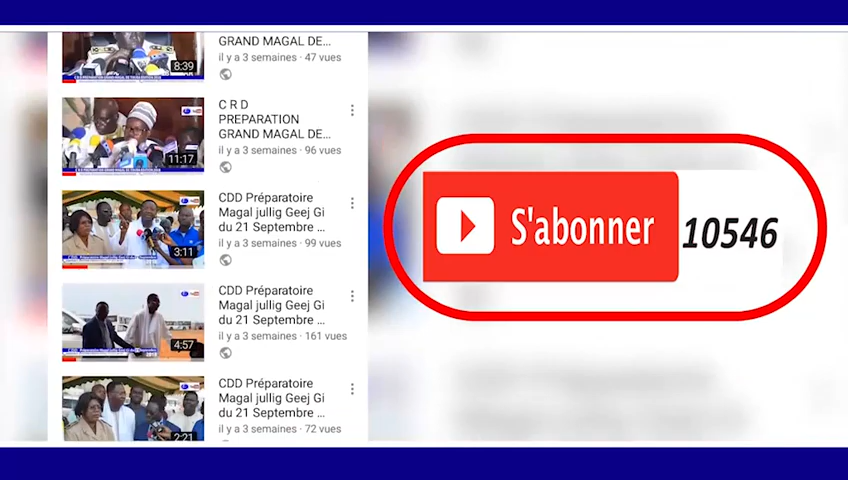 8:39
GRAND MAGAL DE...
il y a 3 semaines · 47 vues
11:17
C R D
PREPARATION
GRAND MAGAL DE...
il y a 3 semaines · 96 vues
3:11
CDD Préparatoire
Magal jullig Geej Gi
du 21 Septembre ...
il y a 3 semaines · 99 vues
4:57
CDD Préparatoire
Magal jullig Geej Gi
du 21 Septembre ...
il y a 3 semaines · 161 vues
2:21
CDD Préparatoire
Magal jullig Geej Gi
du 21 Septembre ...
il y a 3 semaines · 72 vues
S'abonner
10546